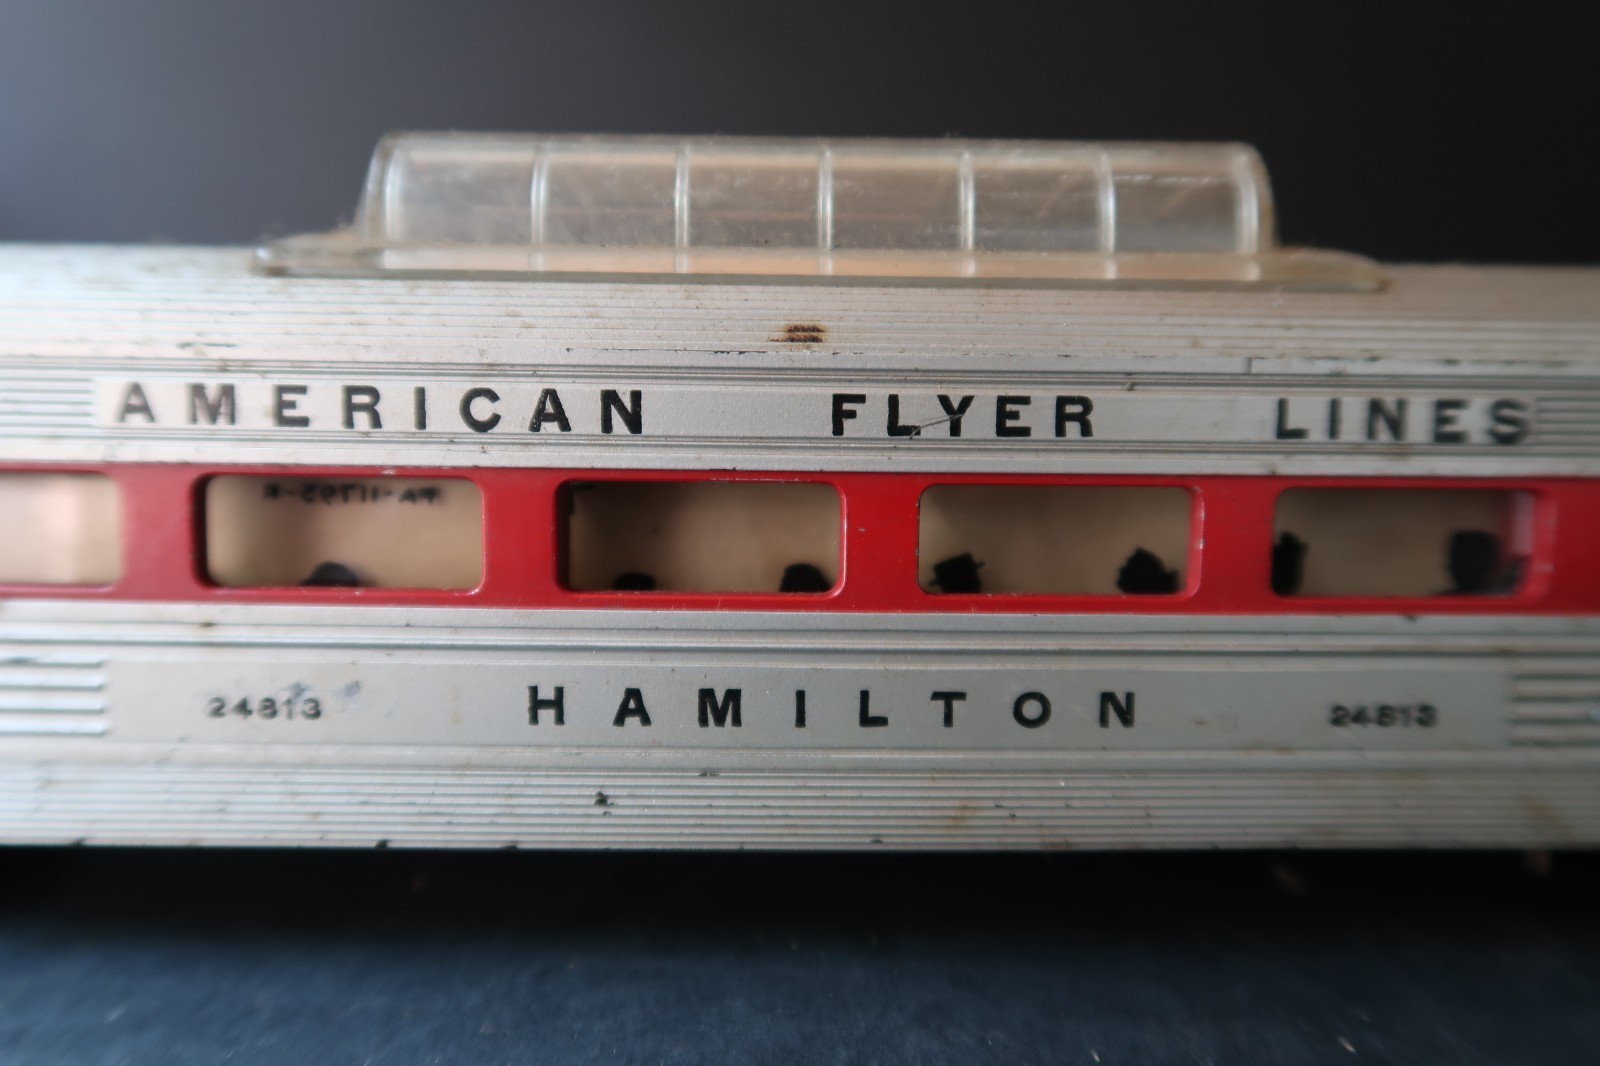 AMERICAN FLYER LINES
24813 HAMILTON 24813